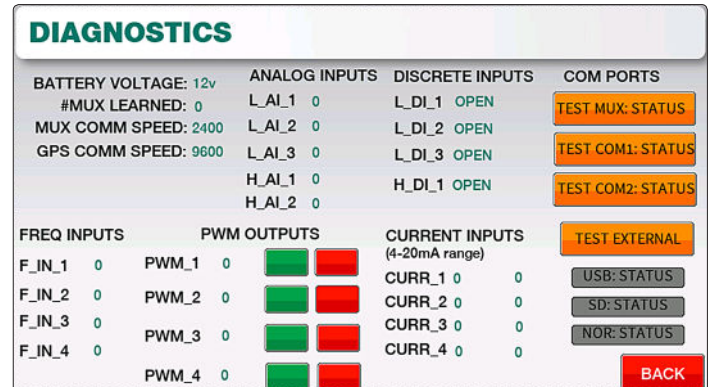 DIAGNOSTICS
BATTERY VOLTAGE: 12v
#MUX LEARNED: 0
MUX COMM SPEED: 2400
GPS COMM SPEED: 9600
ANALOG INPUTS
L_AI_1 0
L_AI_2 0
L_AI_3 0
H_AI_1 0
H_AI_2 0
DISCRETE INPUTS
L_DI_1 OPEN
L_DI_2 OPEN
L_DI_3 OPEN
H_DI_1 OPEN
COM PORTS
TEST MUX: STATUS
TEST COM1: STATUS
TEST COM2: STATUS
FREQ INPUTS
F_IN_1 0
F_IN_2 0
F_IN_3 0
F_IN_4 0
PWM OUTPUTS
PWM_1 0
PWM_2 0
PWM_3 0
PWM_4 0
CURRENT INPUTS
(4-20mA range)
CURR_1 0 0
CURR_2 0 0
CURR_3 0 0
CURR_4 0 0
TEST EXTERNAL
USB: STATUS
SD: STATUS
NOR: STATUS
BACK